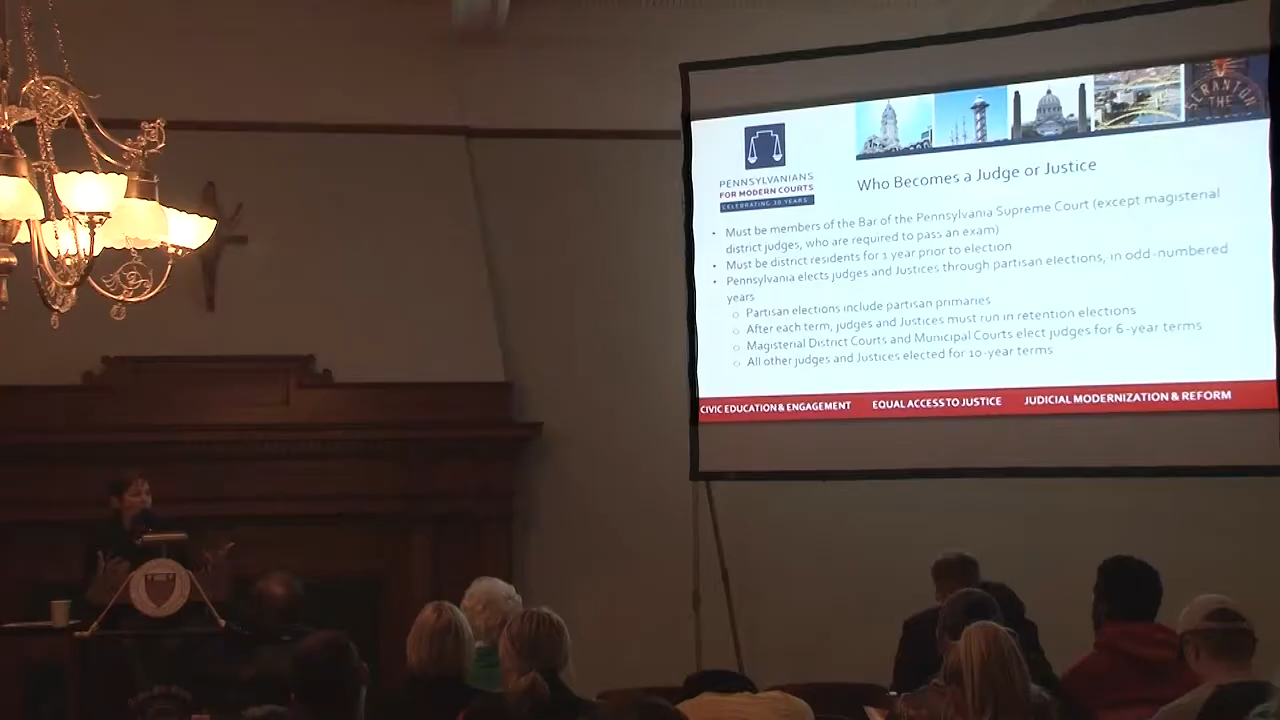 SCRANTON
THE
PENNSYLVANIANS
FOR MODERN COURTS
CELEBRATING 30 YEARS
Who Becomes a Judge or Justice
• Must be members of the Bar of the Pennsylvania Supreme Court (except magisterial
district judges, who are required to pass an exam)
• Must be district residents for 1 year prior to election
• Pennsylvania elects judges and Justices through partisan elections, in odd-numbered
years
○ Partisan elections include partisan primaries
○ After each term, judges and Justices must run in retention elections
○ Magisterial District Courts and Municipal Courts elect judges for 6-year terms
○ All other judges and Justices elected for 10-year terms
CIVIC EDUCATION & ENGAGEMENT EQUAL ACCESS TO JUSTICE JUDICIAL MODERNIZATION & REFORM